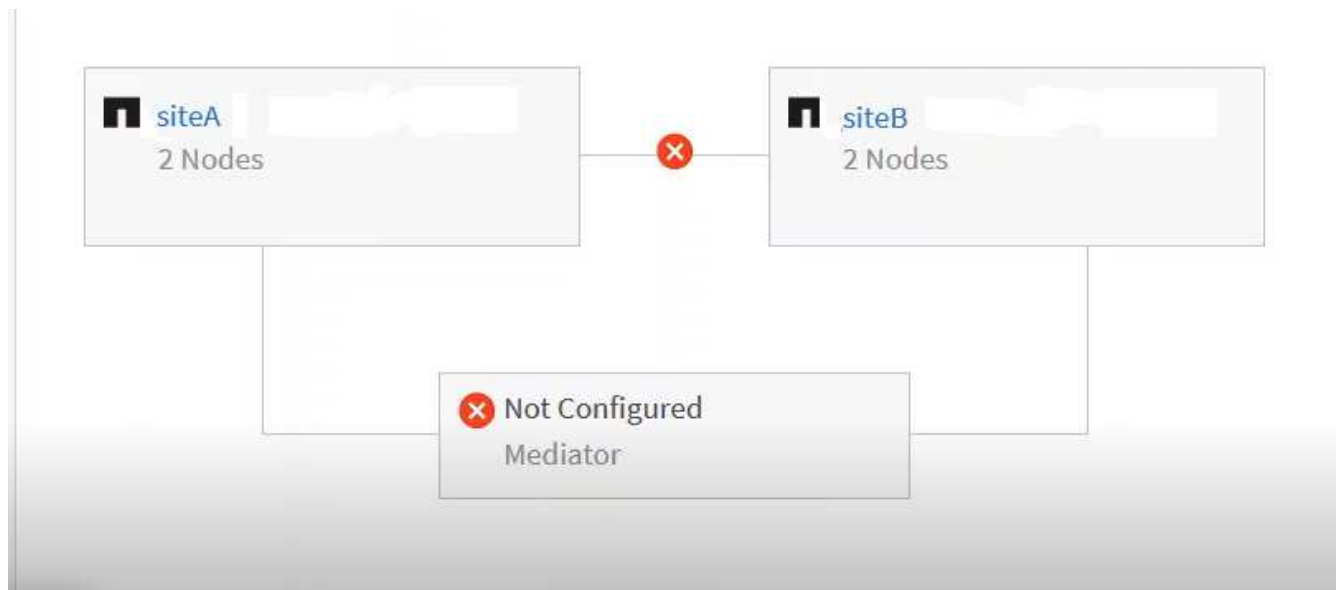 siteA
2 Nodes
siteB
2 Nodes
Not Configured
Mediator